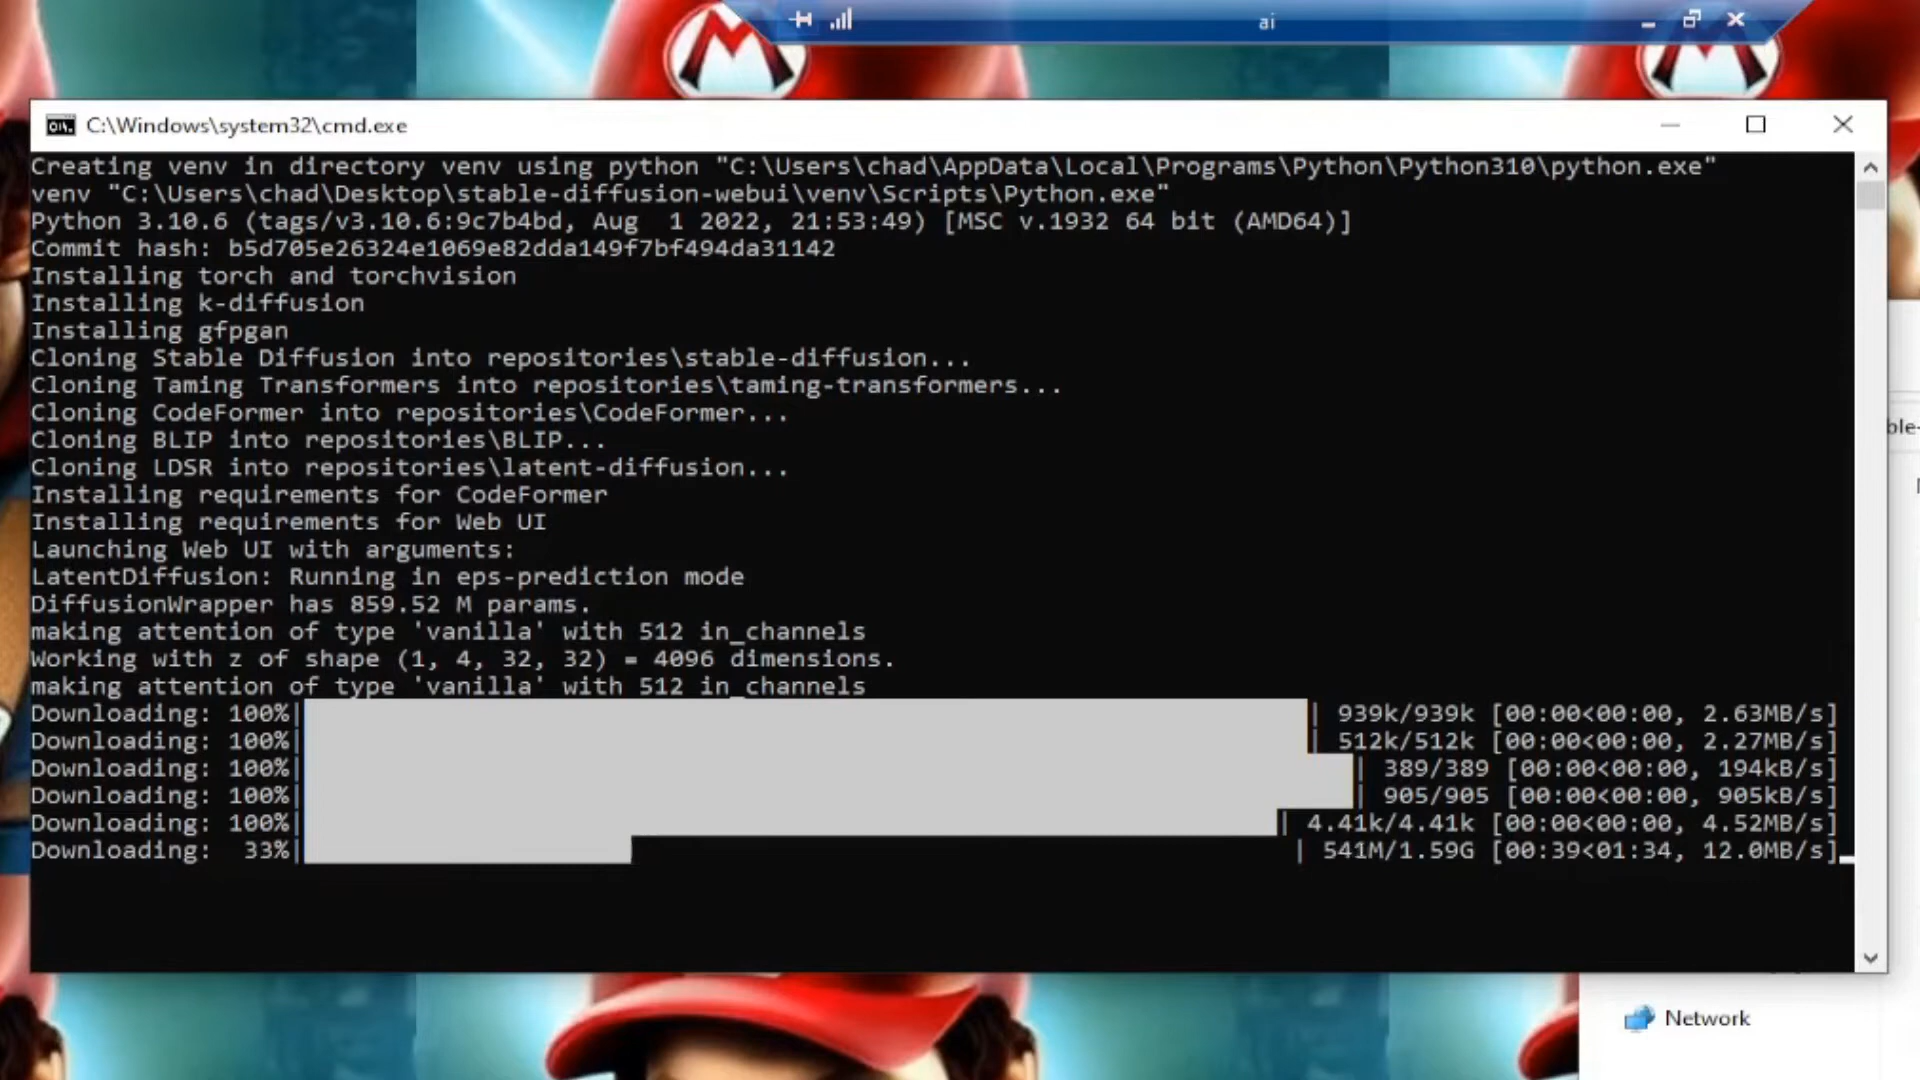 ai
C:\Windows\system32\cmd.exe
Creating venv in directory venv using python "C:\Users\chad\AppData\Local\Programs\Python\Python310\python.exe"
venv "C:\Users\chad\Desktop\stable-diffusion-webui\venv\Scripts\Python.exe"
Python 3.10.6 (tags/v3.10.6:9c7b4bd, Aug  1 2022, 21:53:49) [MSC v.1932 64 bit (AMD64)]
Commit hash: b5d705e26324e1069e82dda149f7bf494da31142
Installing torch and torchvision
Installing k-diffusion
Installing gfpgan
Cloning Stable Diffusion into repositories\stable-diffusion...
Cloning Taming Transformers into repositories\taming-transformers...
Cloning CodeFormer into repositories\CodeFormer...
Cloning BLIP into repositories\BLIP...
Cloning LDSR into repositories\latent-diffusion...
Installing requirements for CodeFormer
Installing requirements for Web UI
Launching Web UI with arguments:
LatentDiffusion: Running in eps-prediction mode
DiffusionWrapper has 859.52 M params.
making attention of type 'vanilla' with 512 in_channels
Working with z of shape (1, 4, 32, 32) = 4096 dimensions.
making attention of type 'vanilla' with 512 in_channels
Downloading: 100%| | 939k/939k [00:00<00:00, 2.63MB/s]
Downloading: 100%| | 512k/512k [00:00<00:00, 2.27MB/s]
Downloading: 100%| | 389/389 [00:00<00:00, 194kB/s]
Downloading: 100%| | 905/905 [00:00<00:00, 905kB/s]
Downloading: 100%| | 4.41k/4.41k [00:00<00:00, 4.52MB/s]
Downloading:  33%| | 541M/1.59G [00:39<01:34, 12.0MB/s]
ble-
Network